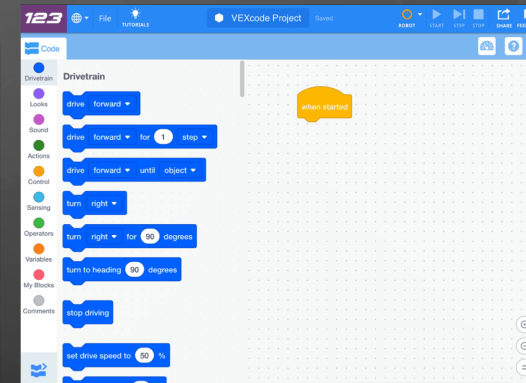 123
File
TUTORIALS
VEXcode Project
Saved
ROBOT
START
STEP
STOP
SHARE
Code
Drivetrain
Looks
Sound
Actions
Control
Sensing
Operators
Variables
My Blocks
Comments
Drivetrain
drive forward
drive forward for 1 step
drive forward until object
turn right
turn right for 90 degrees
turn to heading 90 degrees
stop driving
set drive speed to 50 %
when started